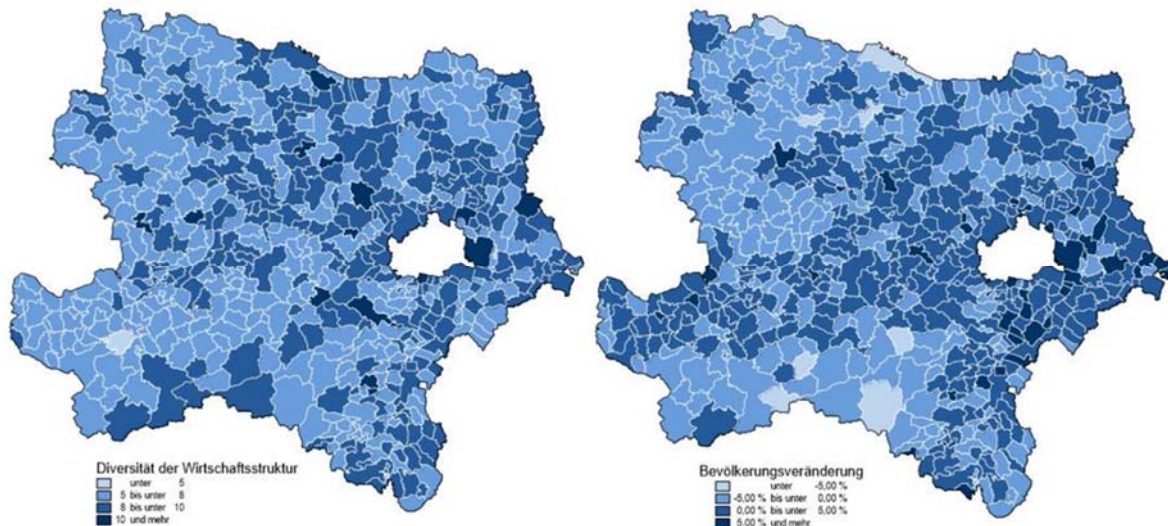 Diversität der Wirtschaftsstruktur
unter 5
5 bis unter 8
8 bis unter 10
10 und mehr
Bevölkerungsveränderung
unter -5,00 %
-5,00 % bis unter 0,00 %
0,00 % bis unter 5,00 %
5,00 % und mehr